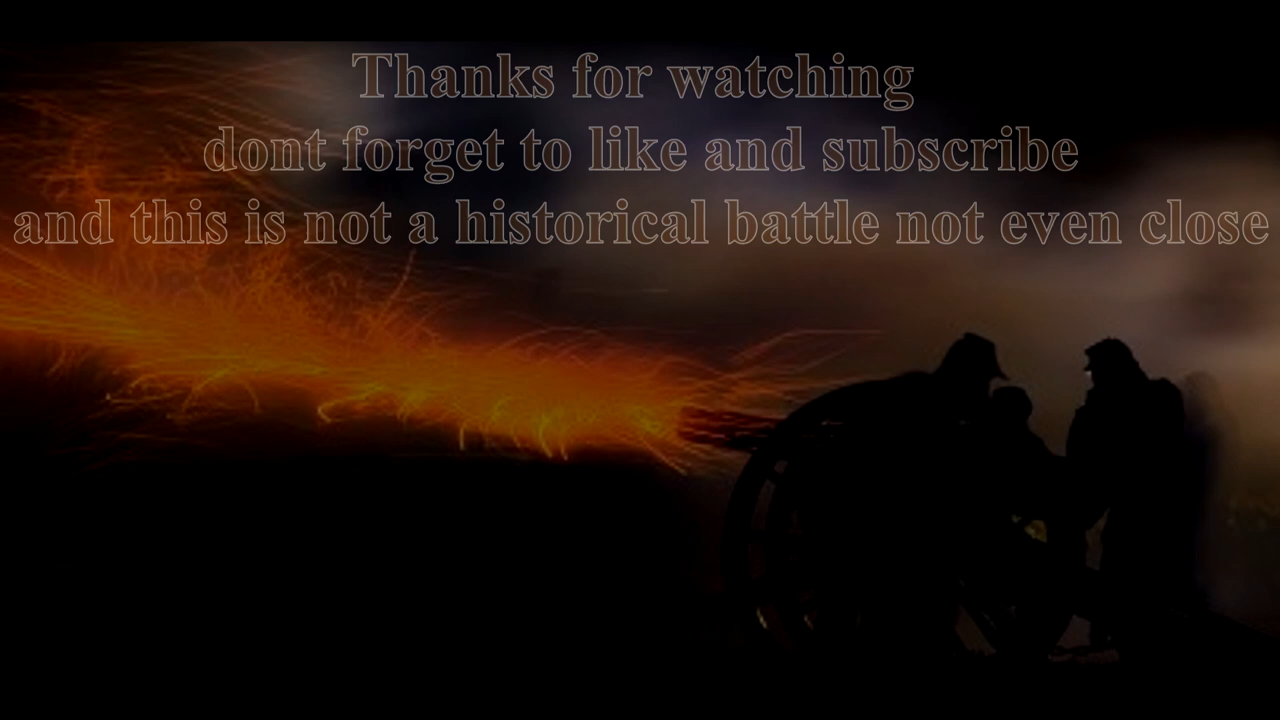 Thanks for watching
dont forget to like and subscribe
and this is not a historical battle not even close